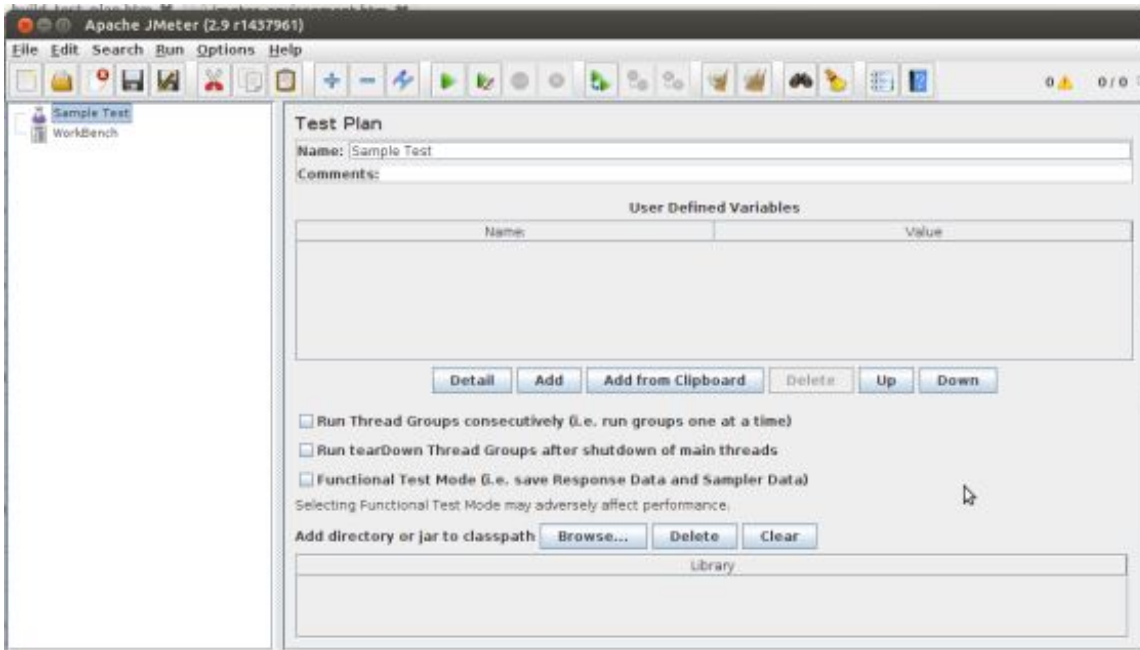 Apache JMeter (2.9 r1437961)
File Edit Search Run Options Help
0 0 / 0
Sample Test
WorkBench
Test Plan
Name: Sample Test
Comments:
User Defined Variables
Name: Value
Detail Add Add from Clipboard Delete Up Down
Run Thread Groups consecutively (i.e. run groups one at a time)
Run tearDown Thread Groups after shutdown of main threads
Functional Test Mode (i.e. save Response Data and Sampler Data)
Selecting Functional Test Mode may adversely affect performance.
Add directory or jar to classpath Browse... Delete Clear
Library